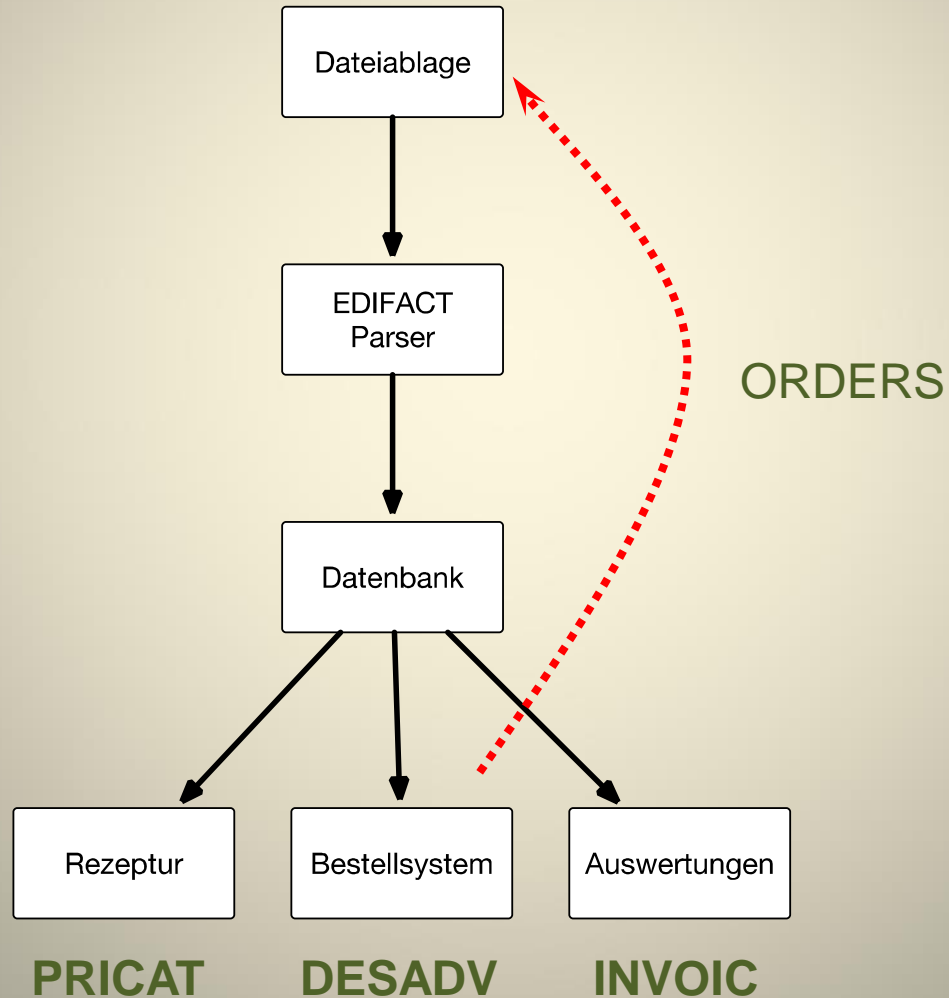 Dateiablage
EDIFACT
Parser
ORDERS
Datenbank
Rezeptur
Bestellsystem
Auswertungen
PRICAT
DESADV
INVOIC